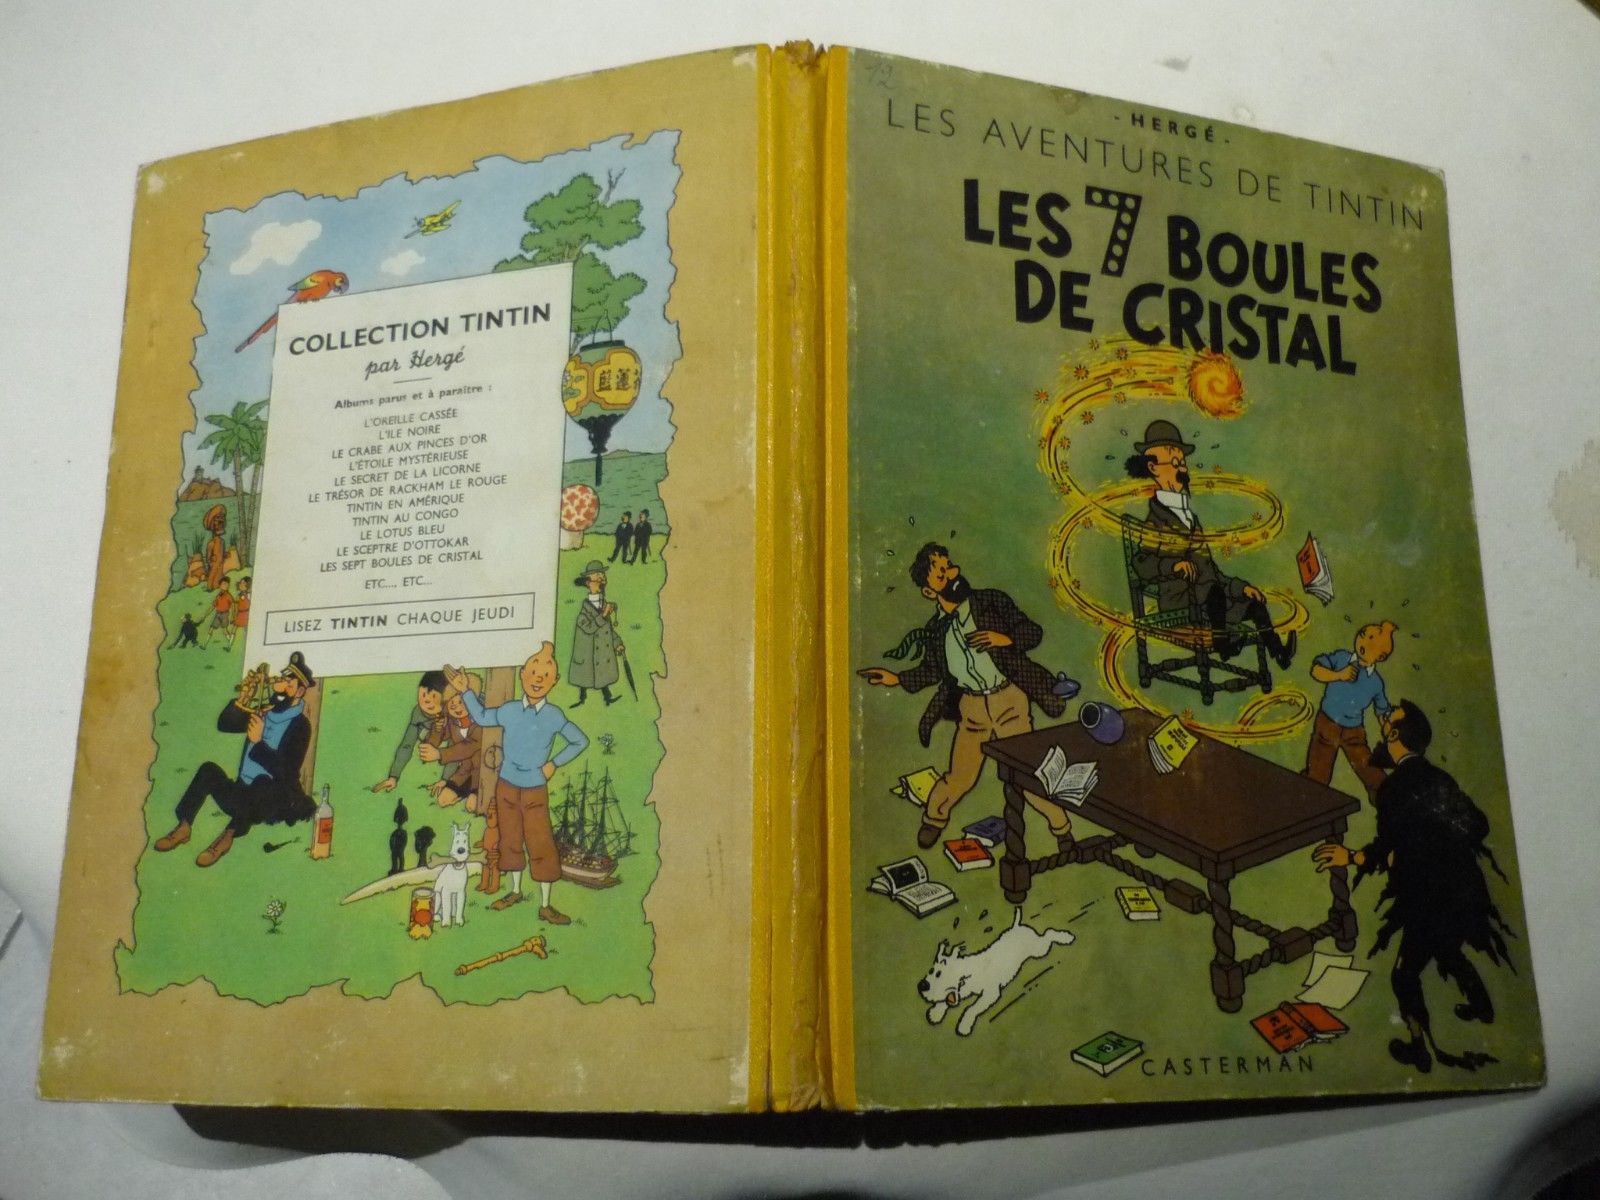 COLLECTION TINTIN
par Hergé
Albums parus et à paraître :
L'OREILLE CASSÉE
L'ILE NOIRE
LE CRABE AUX PINCES D'OR
L'ÉTOILE MYSTÉRIEUSE
LE SECRET DE LA LICORNE
LE TRÉSOR DE RACKHAM LE ROUGE
TINTIN EN AMÉRIQUE
TINTIN AU CONGO
LE LOTUS BLEU
LE SCEPTRE D'OTTOKAR
LES SEPT BOULES DE CRISTAL
ETC..., ETC...
LISEZ TINTIN CHAQUE JEUDI
12
- HERGÉ -
LES AVENTURES DE TINTIN
LES 7 BOULES
DE CRISTAL
CASTERMAN